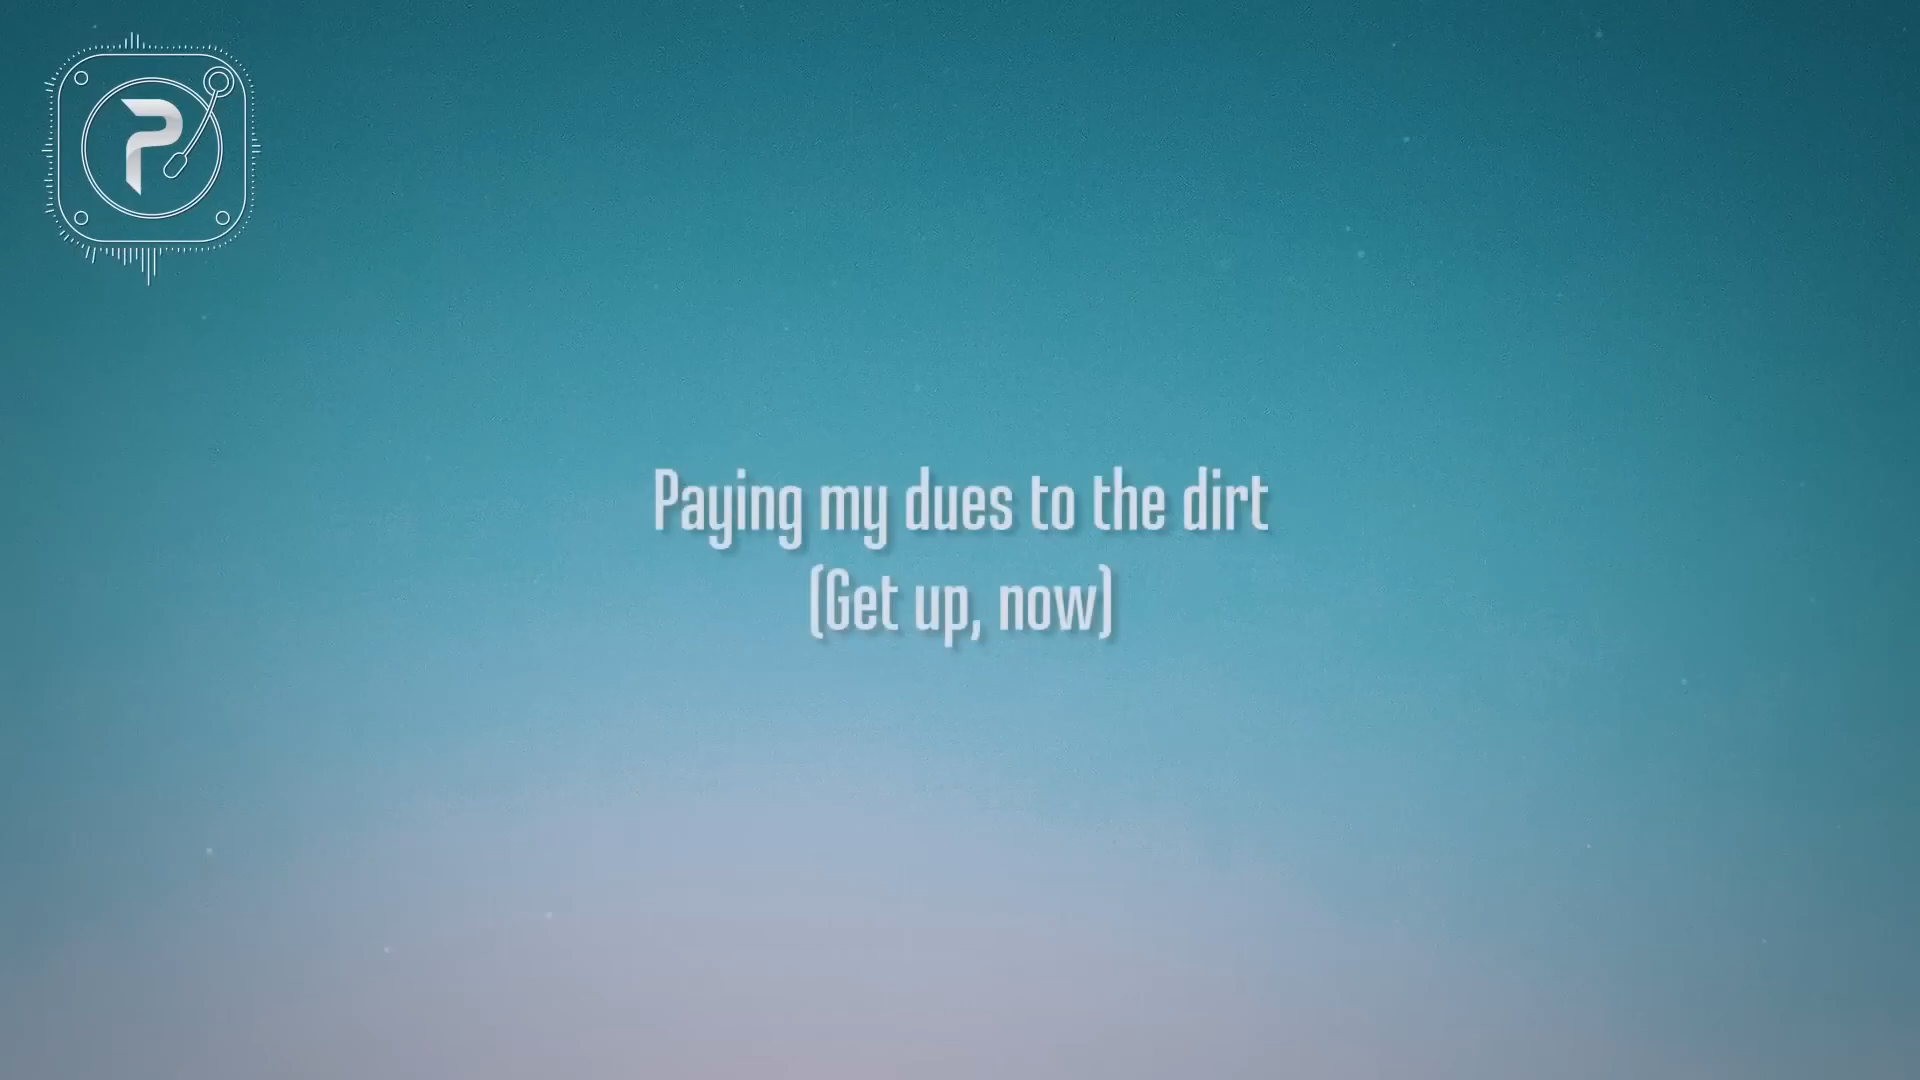 P
Paying my dues to the dirt
(Get up, now)